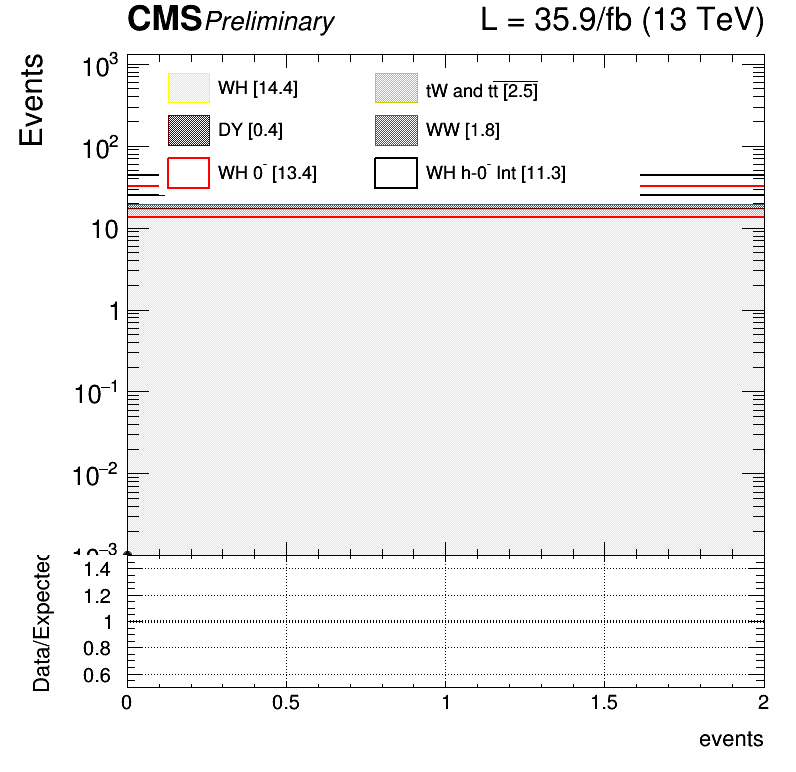 CMS Preliminary L = 35.9/fb (13 TeV)
Events
10³
10²
10
1
10⁻¹
10⁻²
10⁻³
WH [14.4]
tW and tt [2.5]
DY [0.4]
WW [1.8]
WH 0⁻ [13.4]
WH h-0⁻ Int [11.3]
Data/Expected
1.4
1.2
1
0.8
0.6
0 0.5 1 1.5 2
events